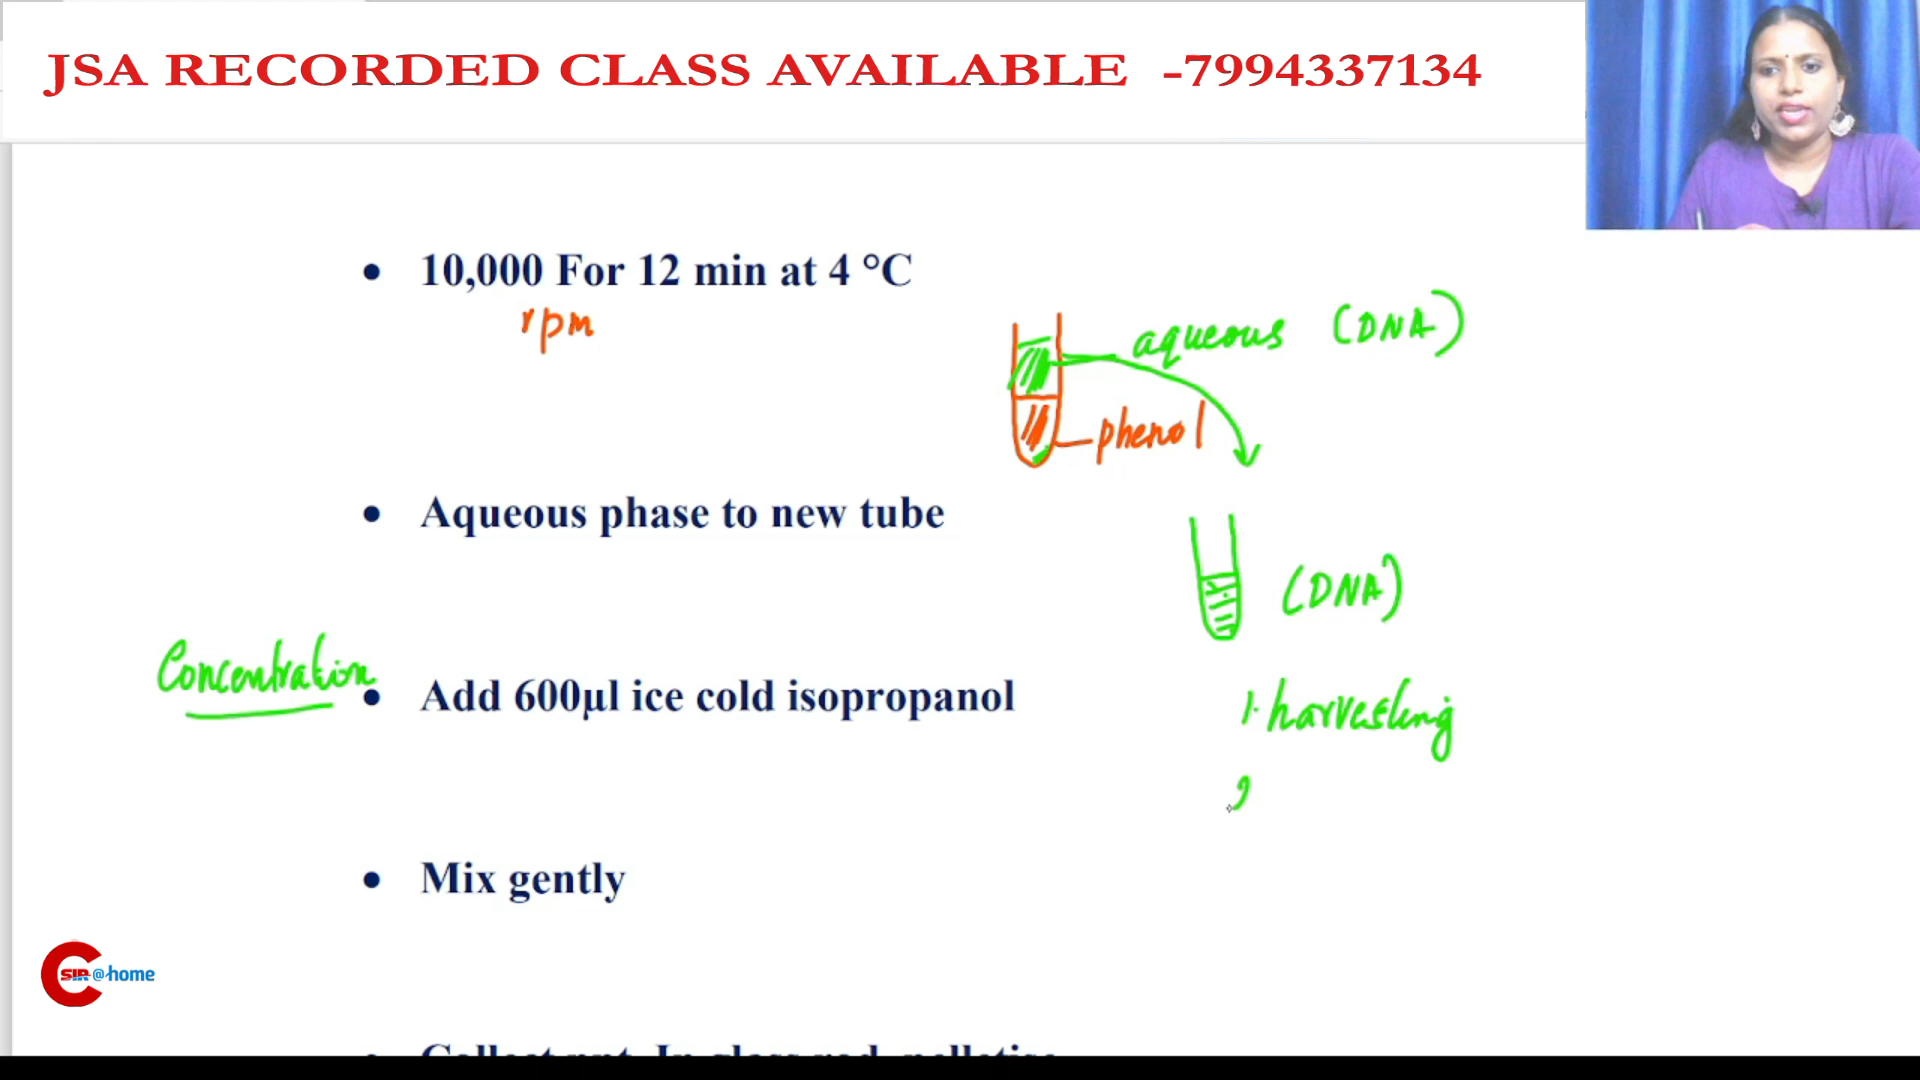 JSA RECORDED CLASS AVAILABLE -7994337134
• 10,000 For 12 min at 4 °C
rpm
aqueous (DNA)
phenol
• Aqueous phase to new tube
(DNA)
Concentration
• Add 600µl ice cold isopropanol
1. harvesting
• Mix gently
CSIR@home